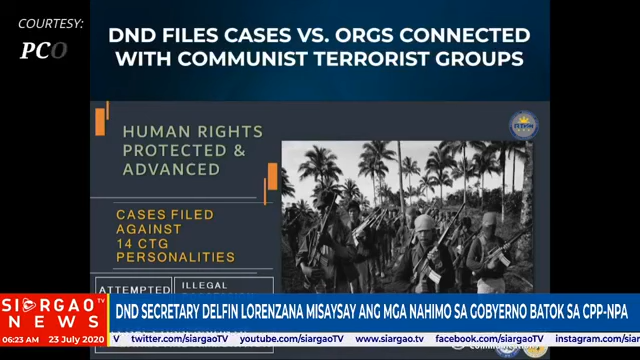 COURTESY:
PCO
DND FILES CASES VS. ORGS CONNECTED
WITH COMMUNIST TERRORIST GROUPS
HUMAN RIGHTS
PROTECTED &
ADVANCED
CASES FILED
AGAINST
14 CTG
PERSONALITIES
ATTEMPTED
ILLEGAL
SIARGAO TV
NEWS
DND SECRETARY DELFIN LORENZANA MISAYSAY ANG MGA NAHIMO SA GOBYERNO BATOK SA CPP-NPA
06:23 AM 23 July 2020
V twitter.com/siargaoTV youtube.com/siargaoTV www.siargao.TV facebook.com/siargaoTV instagram.com/si